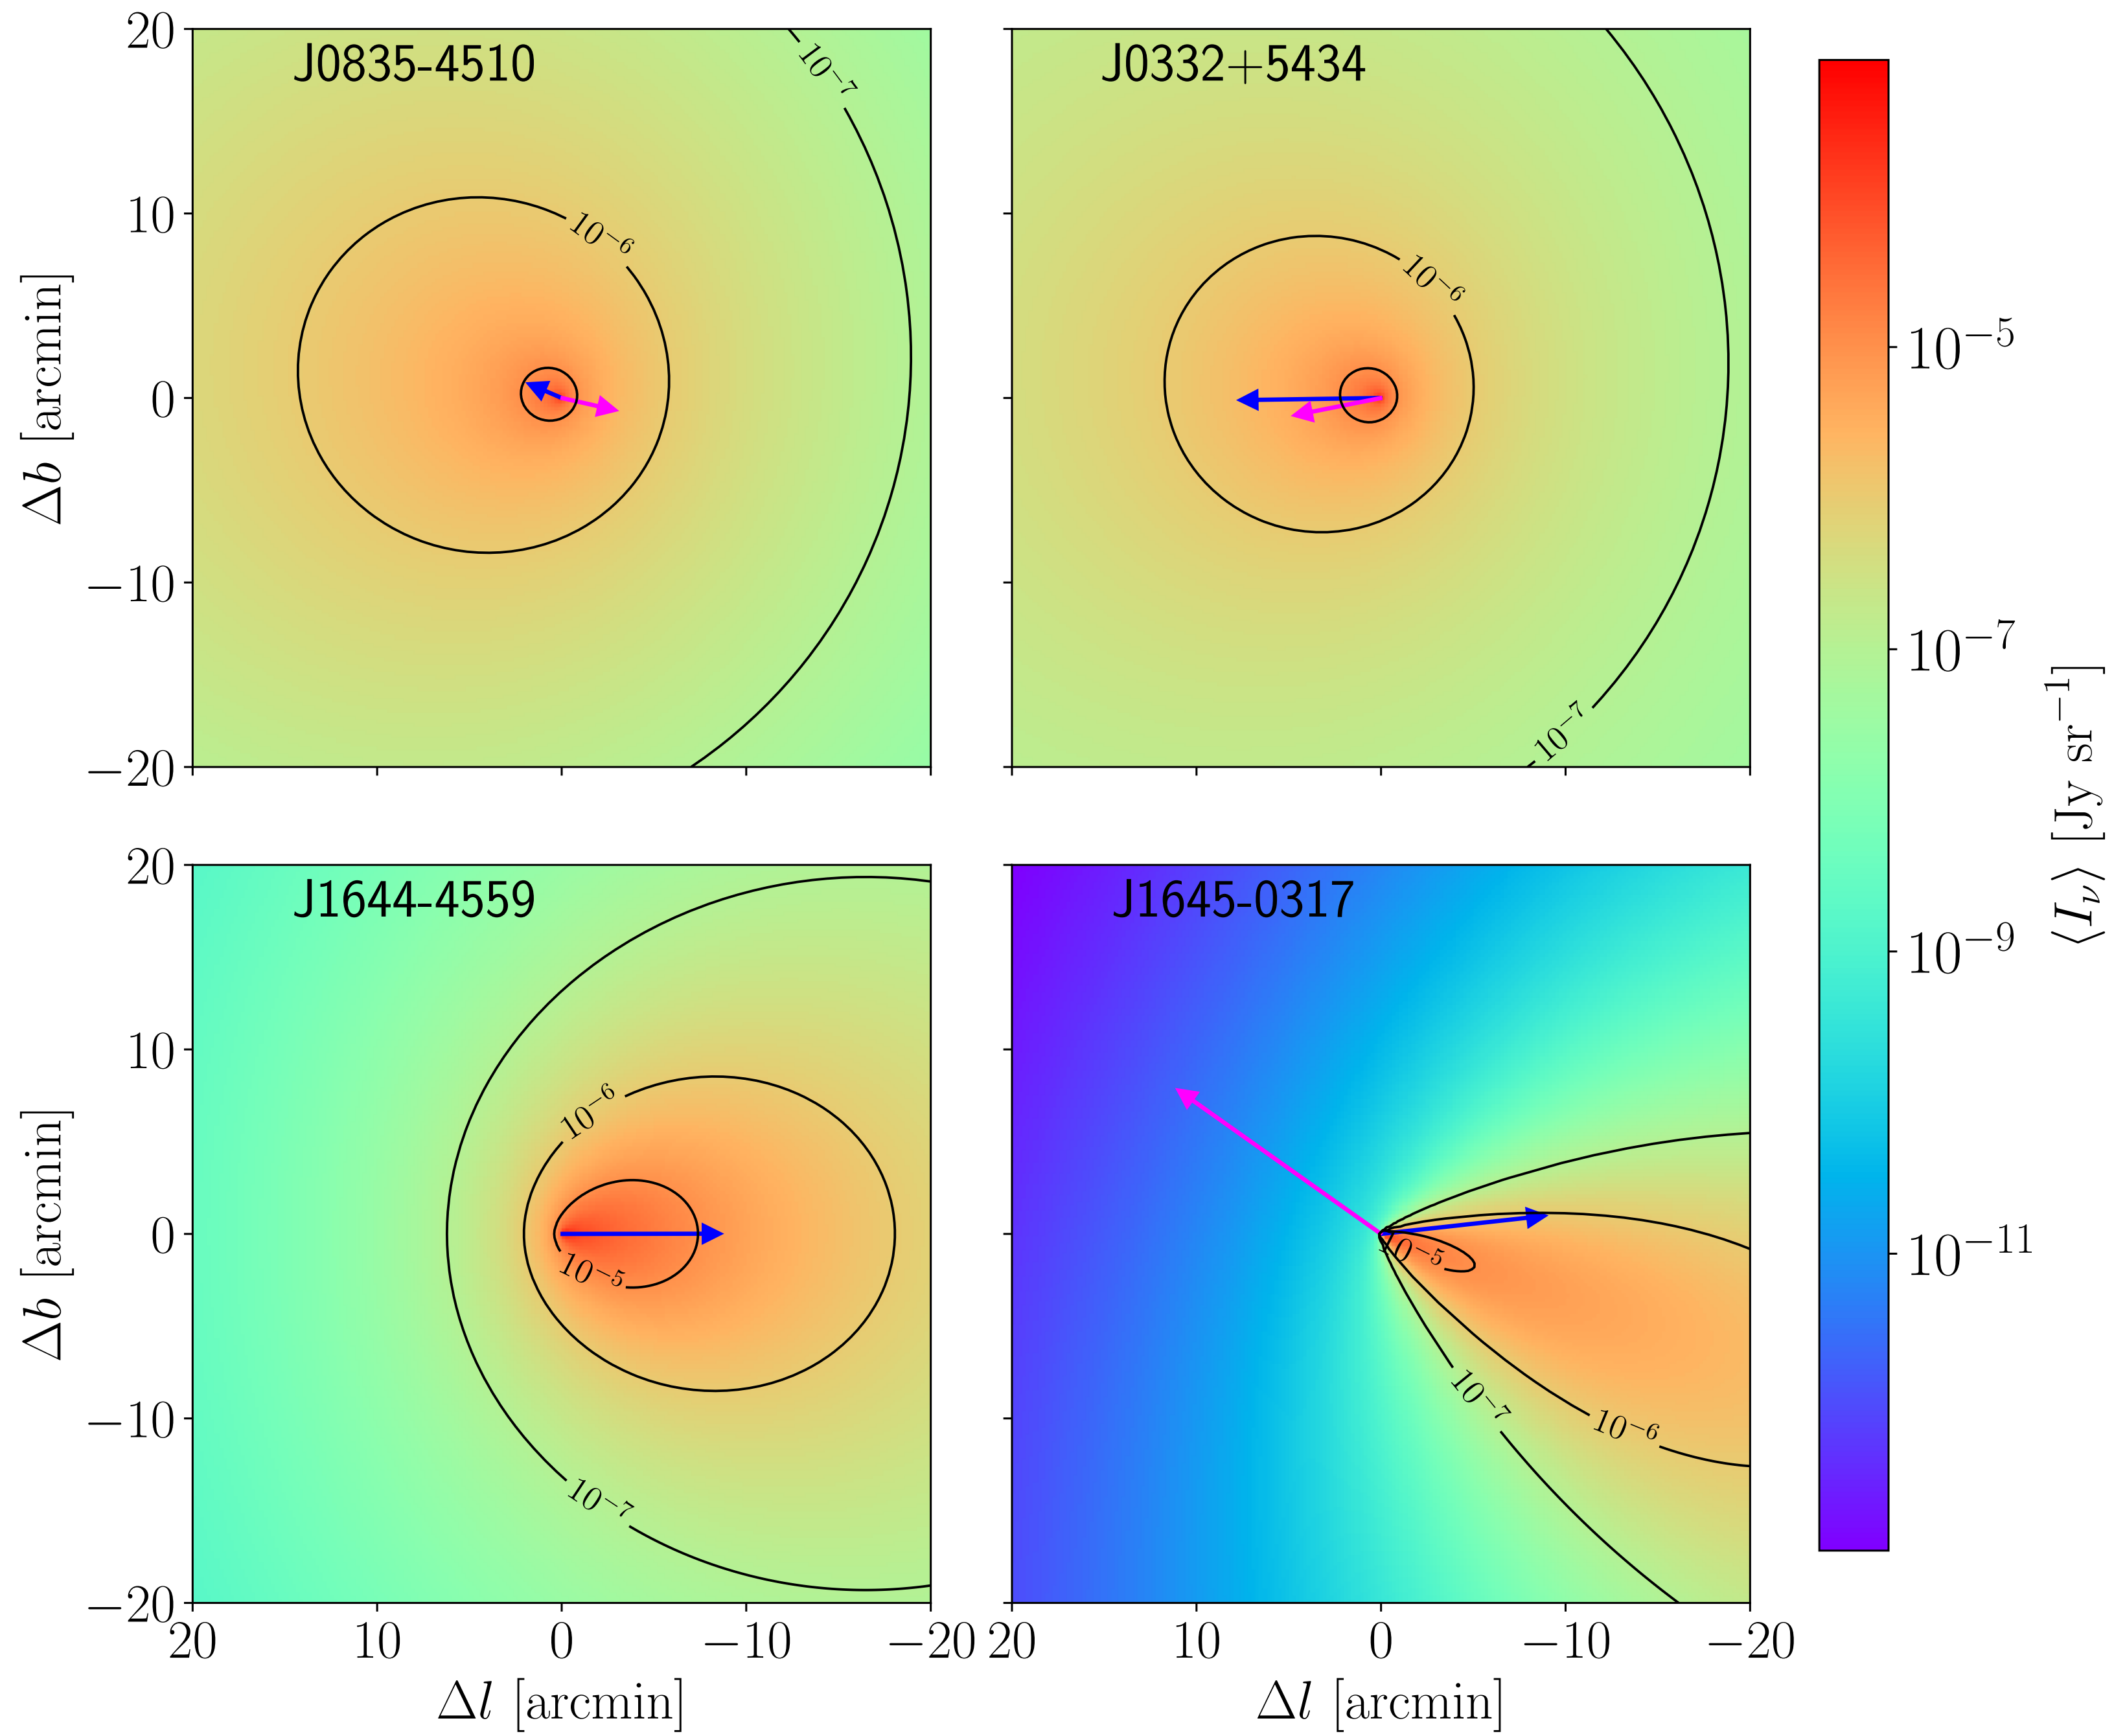 J0835-4510
J0332+5434
20
10
0
−10
−20
Δb [arcmin]
10⁻⁷
10⁻⁶
10⁻⁶
10⁻⁷
J1644-4559
J1645-0317
20
10
0
−10
−20
Δb [arcmin]
10⁻⁶
10⁻⁵
10⁻⁷
10⁻⁵
10⁻⁷
10⁻⁶
20 10 0 −10 −20
20 10 0 −10 −20
Δl [arcmin]
Δl [arcmin]
10⁻⁵
10⁻⁷
10⁻⁹
10⁻¹¹
⟨Iν⟩ [Jy sr⁻¹]